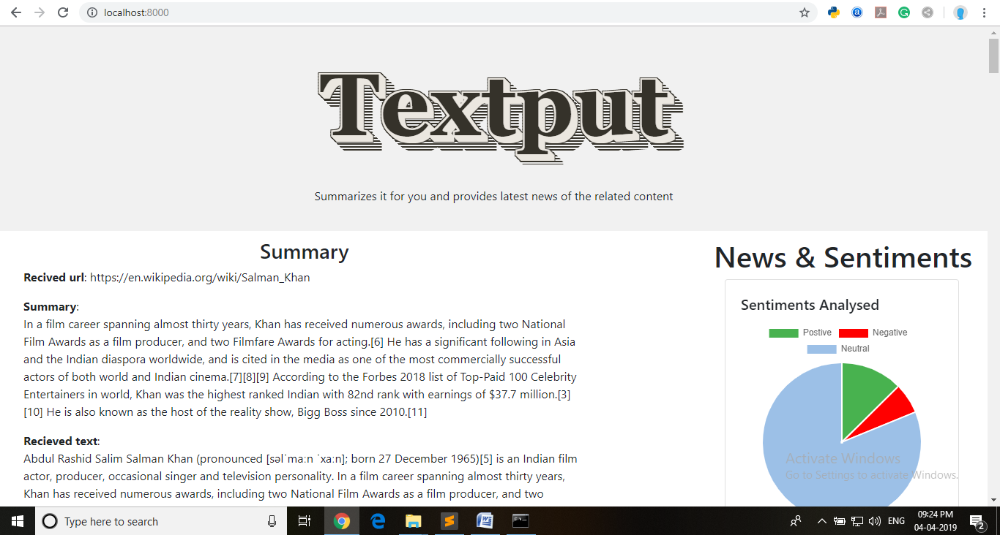 localhost:8000
Textput
Summarizes it for you and provides latest news of the related content
Summary
Recived url: https://en.wikipedia.org/wiki/Salman_Khan
Summary:
In a film career spanning almost thirty years, Khan has received numerous awards, including two National
Film Awards as a film producer, and two Filmfare Awards for acting.[6] He has a significant following in Asia
and the Indian diaspora worldwide, and is cited in the media as one of the most commercially successful
actors of both world and Indian cinema.[7][8][9] According to the Forbes 2018 list of Top-Paid 100 Celebrity
Entertainers in world, Khan was the highest ranked Indian with 82nd rank with earnings of $37.7 million.[3]
[10] He is also known as the host of the reality show, Bigg Boss since 2010.[11]
Recieved text:
Abdul Rashid Salim Salman Khan (pronounced [səlˈmaːn ˈxaːn]; born 27 December 1965)[5] is an Indian film
actor, producer, occasional singer and television personality. In a film career spanning almost thirty years,
Khan has received numerous awards, including two National Film Awards as a film producer, and two
News & Sentiments
Sentiments Analysed
Postive Negative
Neutral
Activate Windows
Go to Settings to activate Windows.
Type here to search
ENG
09:24 PM
04-04-2019
2